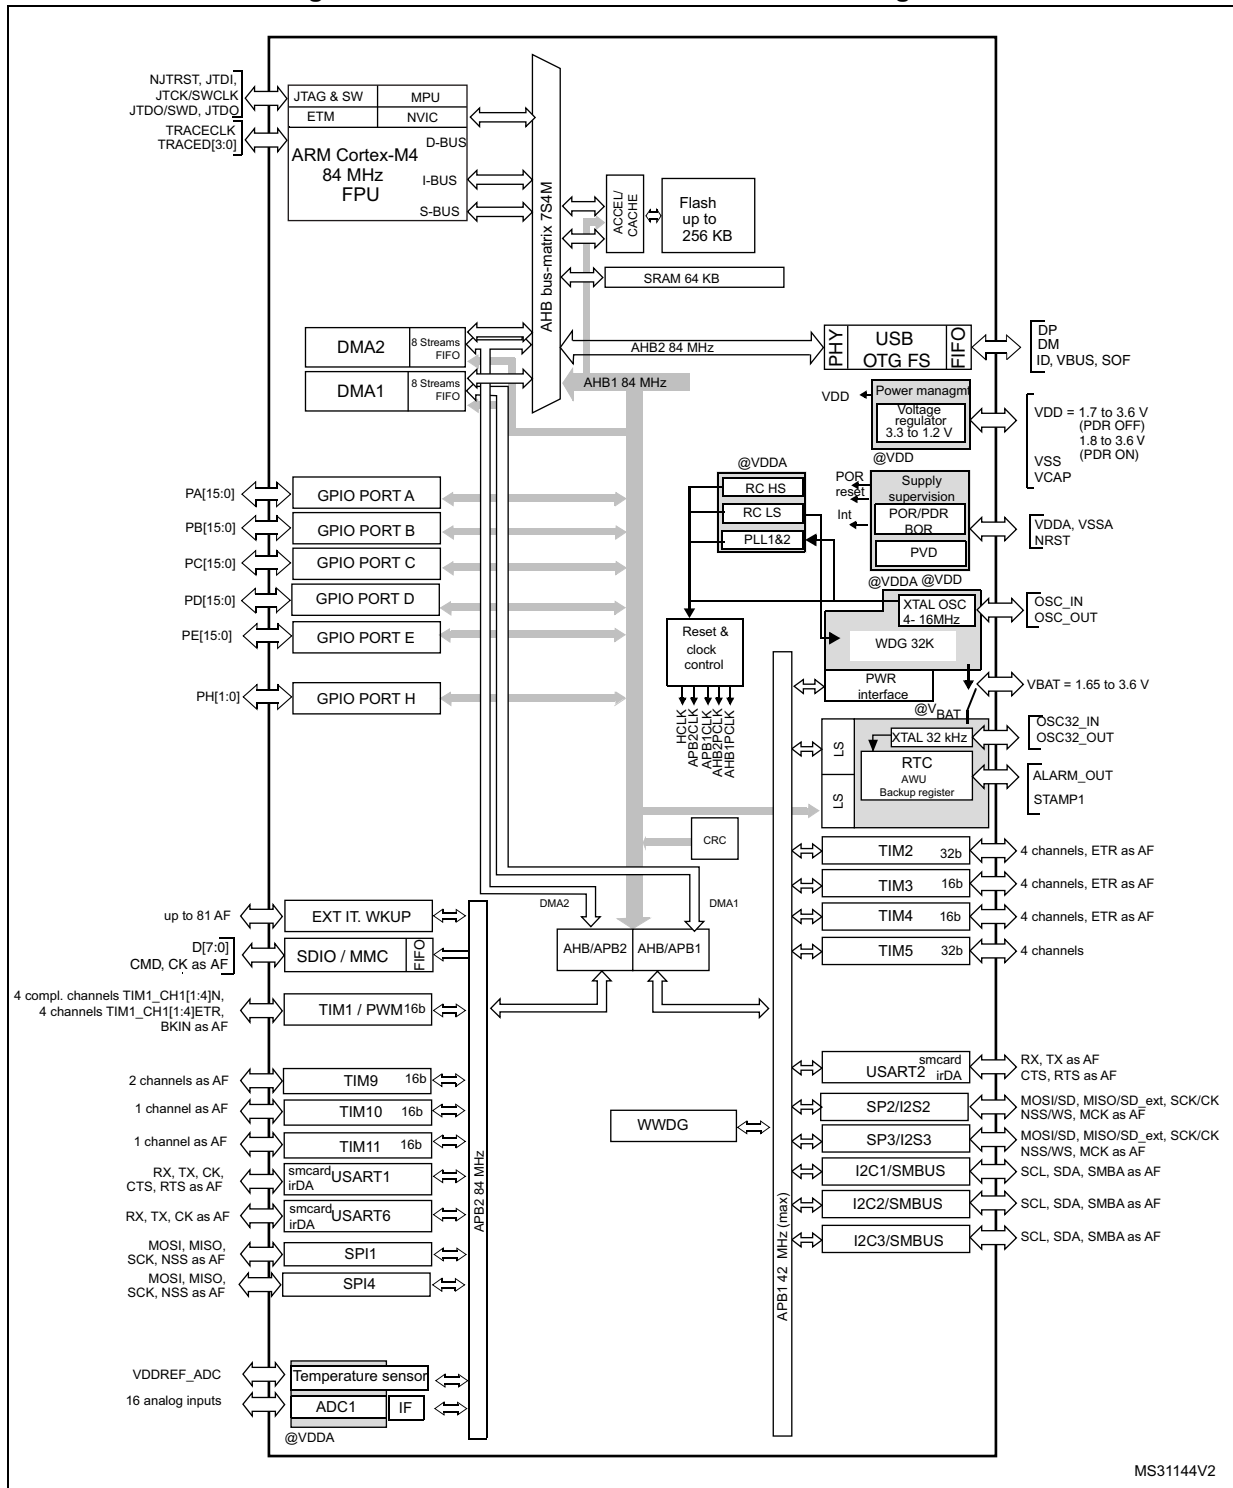 NJTRST, JTDI,
JTCK/SWCLK
JTDO/SWD, JTDO
TRACECLK
TRACED[3:0]
JTAG & SW
MPU
ETM
NVIC
D-BUS
ARM Cortex-M4
84 MHz
FPU
I-BUS
S-BUS
AHB bus-matrix 7S4M
ACCEL/
CACHE
Flash
up to
256 KB
SRAM 64 KB
DMA2
8 Streams
FIFO
DMA1
8 Streams
FIFO
AHB2 84 MHz
AHB1 84 MHz
PHY
USB
OTG FS
FIFO
DP
DM
ID, VBUS, SOF
VDD
Power managmt
Voltage
regulator
3.3 to 1.2 V
@VDD
VDD = 1.7 to 3.6 V
(PDR OFF)
1.8 to 3.6 V
(PDR ON)
VSS
VCAP
@VDDA
RC HS
RC LS
PLL1&2
POR
reset
Int
Supply
supervision
POR/PDR
BOR
PVD
VDDA, VSSA
NRST
@VDDA @VDD
XTAL OSC
4- 16MHz
WDG 32K
OSC_IN
OSC_OUT
PWR
interface
VBAT = 1.65 to 3.6 V
@VBAT
Reset &
clock
control
HCLK
APB2CLK
APB1CLK
AHB2PCLK
AHB1PCLK
LS
LS
XTAL 32 kHz
RTC
AWU
Backup register
OSC32_IN
OSC32_OUT
ALARM_OUT
STAMP1
PA[15:0]
GPIO PORT A
PB[15:0]
GPIO PORT B
PC[15:0]
GPIO PORT C
PD[15:0]
GPIO PORT D
PE[15:0]
GPIO PORT E
PH[1:0]
GPIO PORT H
CRC
DMA2
DMA1
AHB/APB2
AHB/APB1
TIM2
32b
4 channels, ETR as AF
TIM3
16b
4 channels, ETR as AF
TIM4
16b
4 channels, ETR as AF
TIM5
32b
4 channels
up to 81 AF
EXT IT. WKUP
D[7:0]
CMD, CK as AF
SDIO / MMC
FIFO
4 compl. channels TIM1_CH1[1:4]N,
4 channels TIM1_CH1[1:4]ETR,
BKIN as AF
TIM1 / PWM
16b
2 channels as AF
TIM9
16b
1 channel as AF
TIM10
16b
1 channel as AF
TIM11
16b
RX, TX, CK,
CTS, RTS as AF
smcard
irDA
USART1
RX, TX, CK as AF
smcard
irDA
USART6
MOSI, MISO,
SCK, NSS as AF
SPI1
MOSI, MISO,
SCK, NSS as AF
SPI4
APB2 84 MHz
WWDG
APB1 42 MHz (max)
USART2
smcard
irDA
RX, TX as AF
CTS, RTS as AF
SP2/I2S2
MOSI/SD, MISO/SD_ext, SCK/CK
NSS/WS, MCK as AF
SP3/I2S3
MOSI/SD, MISO/SD_ext, SCK/CK
NSS/WS, MCK as AF
I2C1/SMBUS
SCL, SDA, SMBA as AF
I2C2/SMBUS
SCL, SDA, SMBA as AF
I2C3/SMBUS
SCL, SDA, SMBA as AF
VDDREF_ADC
Temperature sensor
16 analog inputs
ADC1
IF
@VDDA
MS31144V2